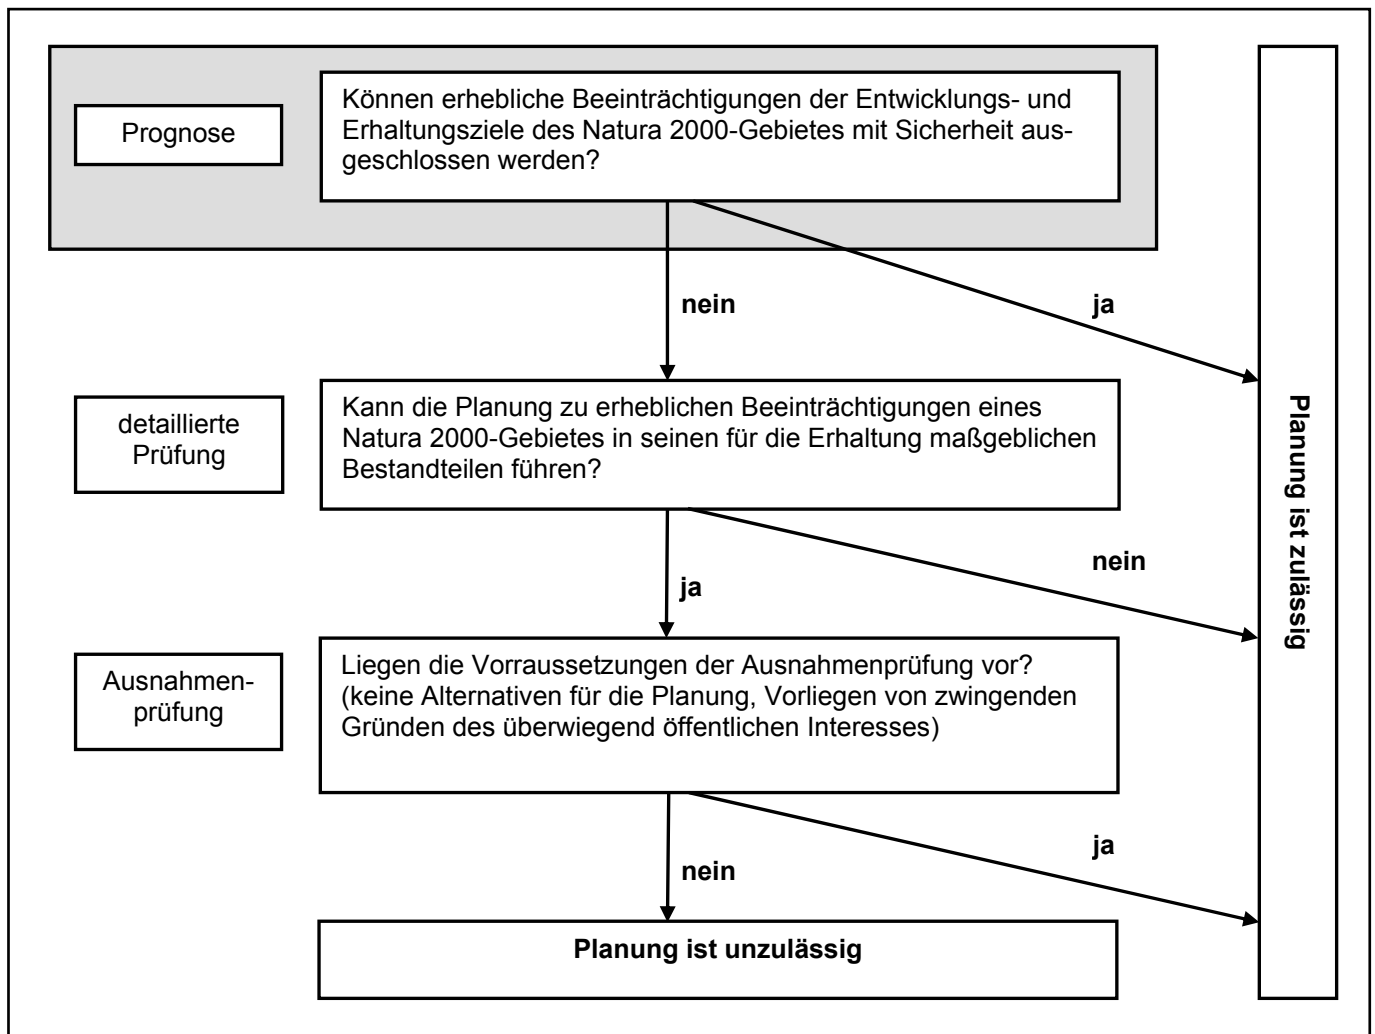 Prognose
Können erhebliche Beeinträchtigungen der Entwicklungs- und
Erhaltungsziele des Natura 2000-Gebietes mit Sicherheit aus-
geschlossen werden?
nein
ja
detaillierte
Prüfung
Kann die Planung zu erheblichen Beeinträchtigungen eines
Natura 2000-Gebietes in seinen für die Erhaltung maßgeblichen
Bestandteilen führen?
Planung ist zulässig
ja
nein
Ausnahmen-
prüfung
Liegen die Vorraussetzungen der Ausnahmenprüfung vor?
(keine Alternativen für die Planung, Vorliegen von zwingenden
Gründen des überwiegend öffentlichen Interesses)
nein
ja
Planung ist unzulässig